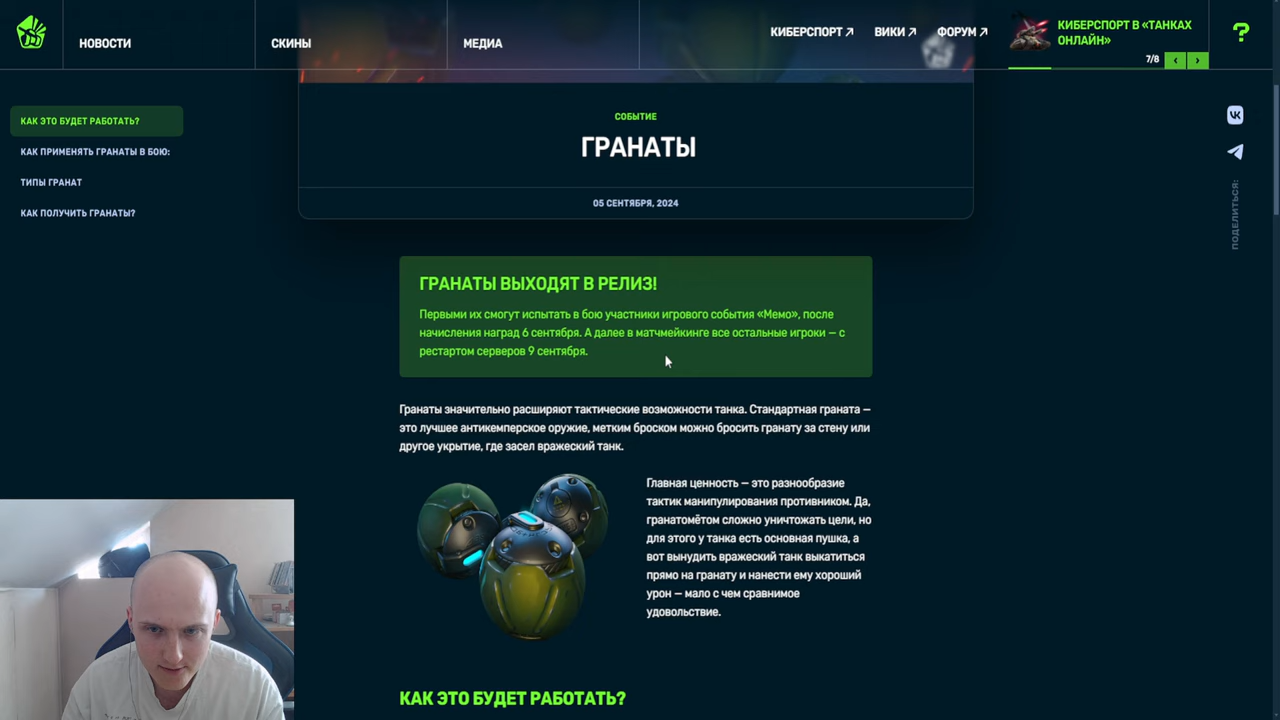 НОВОСТИ
СКИНЫ
МЕДИА
КИБЕРСПОРТ
ВИКИ
ФОРУМ
КИБЕРСПОРТ В «ТАНКАХ
ОНЛАЙН»
7/8
?
КАК ЭТО БУДЕТ РАБОТАТЬ?
КАК ПРИМЕНЯТЬ ГРАНАТЫ В БОЮ:
ТИПЫ ГРАНАТ
КАК ПОЛУЧИТЬ ГРАНАТЫ?
СОБЫТИЕ
ГРАНАТЫ
05 СЕНТЯБРЯ, 2024
ПОДЕЛИТЬСЯ:
ГРАНАТЫ ВЫХОДЯТ В РЕЛИЗ!
Первыми их смогут испытать в бою участники игрового события «Мемо», после
начисления наград 6 сентября. А далее в матчмейкинге все остальные игроки – с
рестартом серверов 9 сентября.
Гранаты значительно расширяют тактические возможности танка. Стандартная граната –
это лучшее антикемперское оружие, метким броском можно бросить гранату за стену или
другое укрытие, где засел вражеский танк.
Главная ценность – это разнообразие
тактик манипулирования противником. Да,
гранатомётом сложно уничтожать цели, но
для этого у танка есть основная пушка, а
вот вынудить вражеский танк выкатиться
прямо на гранату и нанести ему хороший
урон – мало с чем сравнимое
удовольствие.
КАК ЭТО БУДЕТ РАБОТАТЬ?